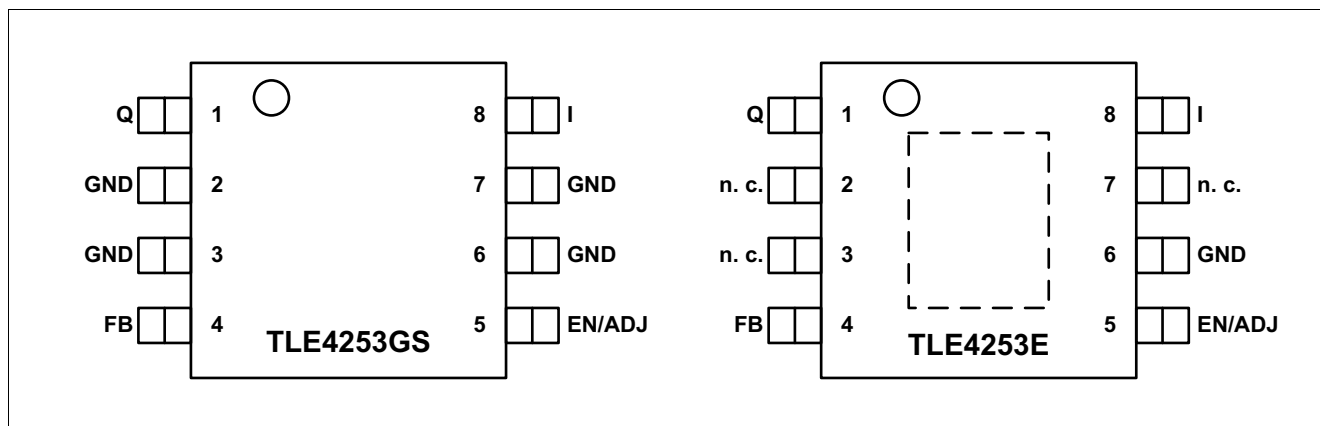 Q 1 8 I
GND 2 7 GND
GND 3 6 GND
FB 4 5 EN/ADJ
TLE4253GS
Q 1 8 I
n. c. 2 7 n. c.
n. c. 3 6 GND
FB 4 5 EN/ADJ
TLE4253E